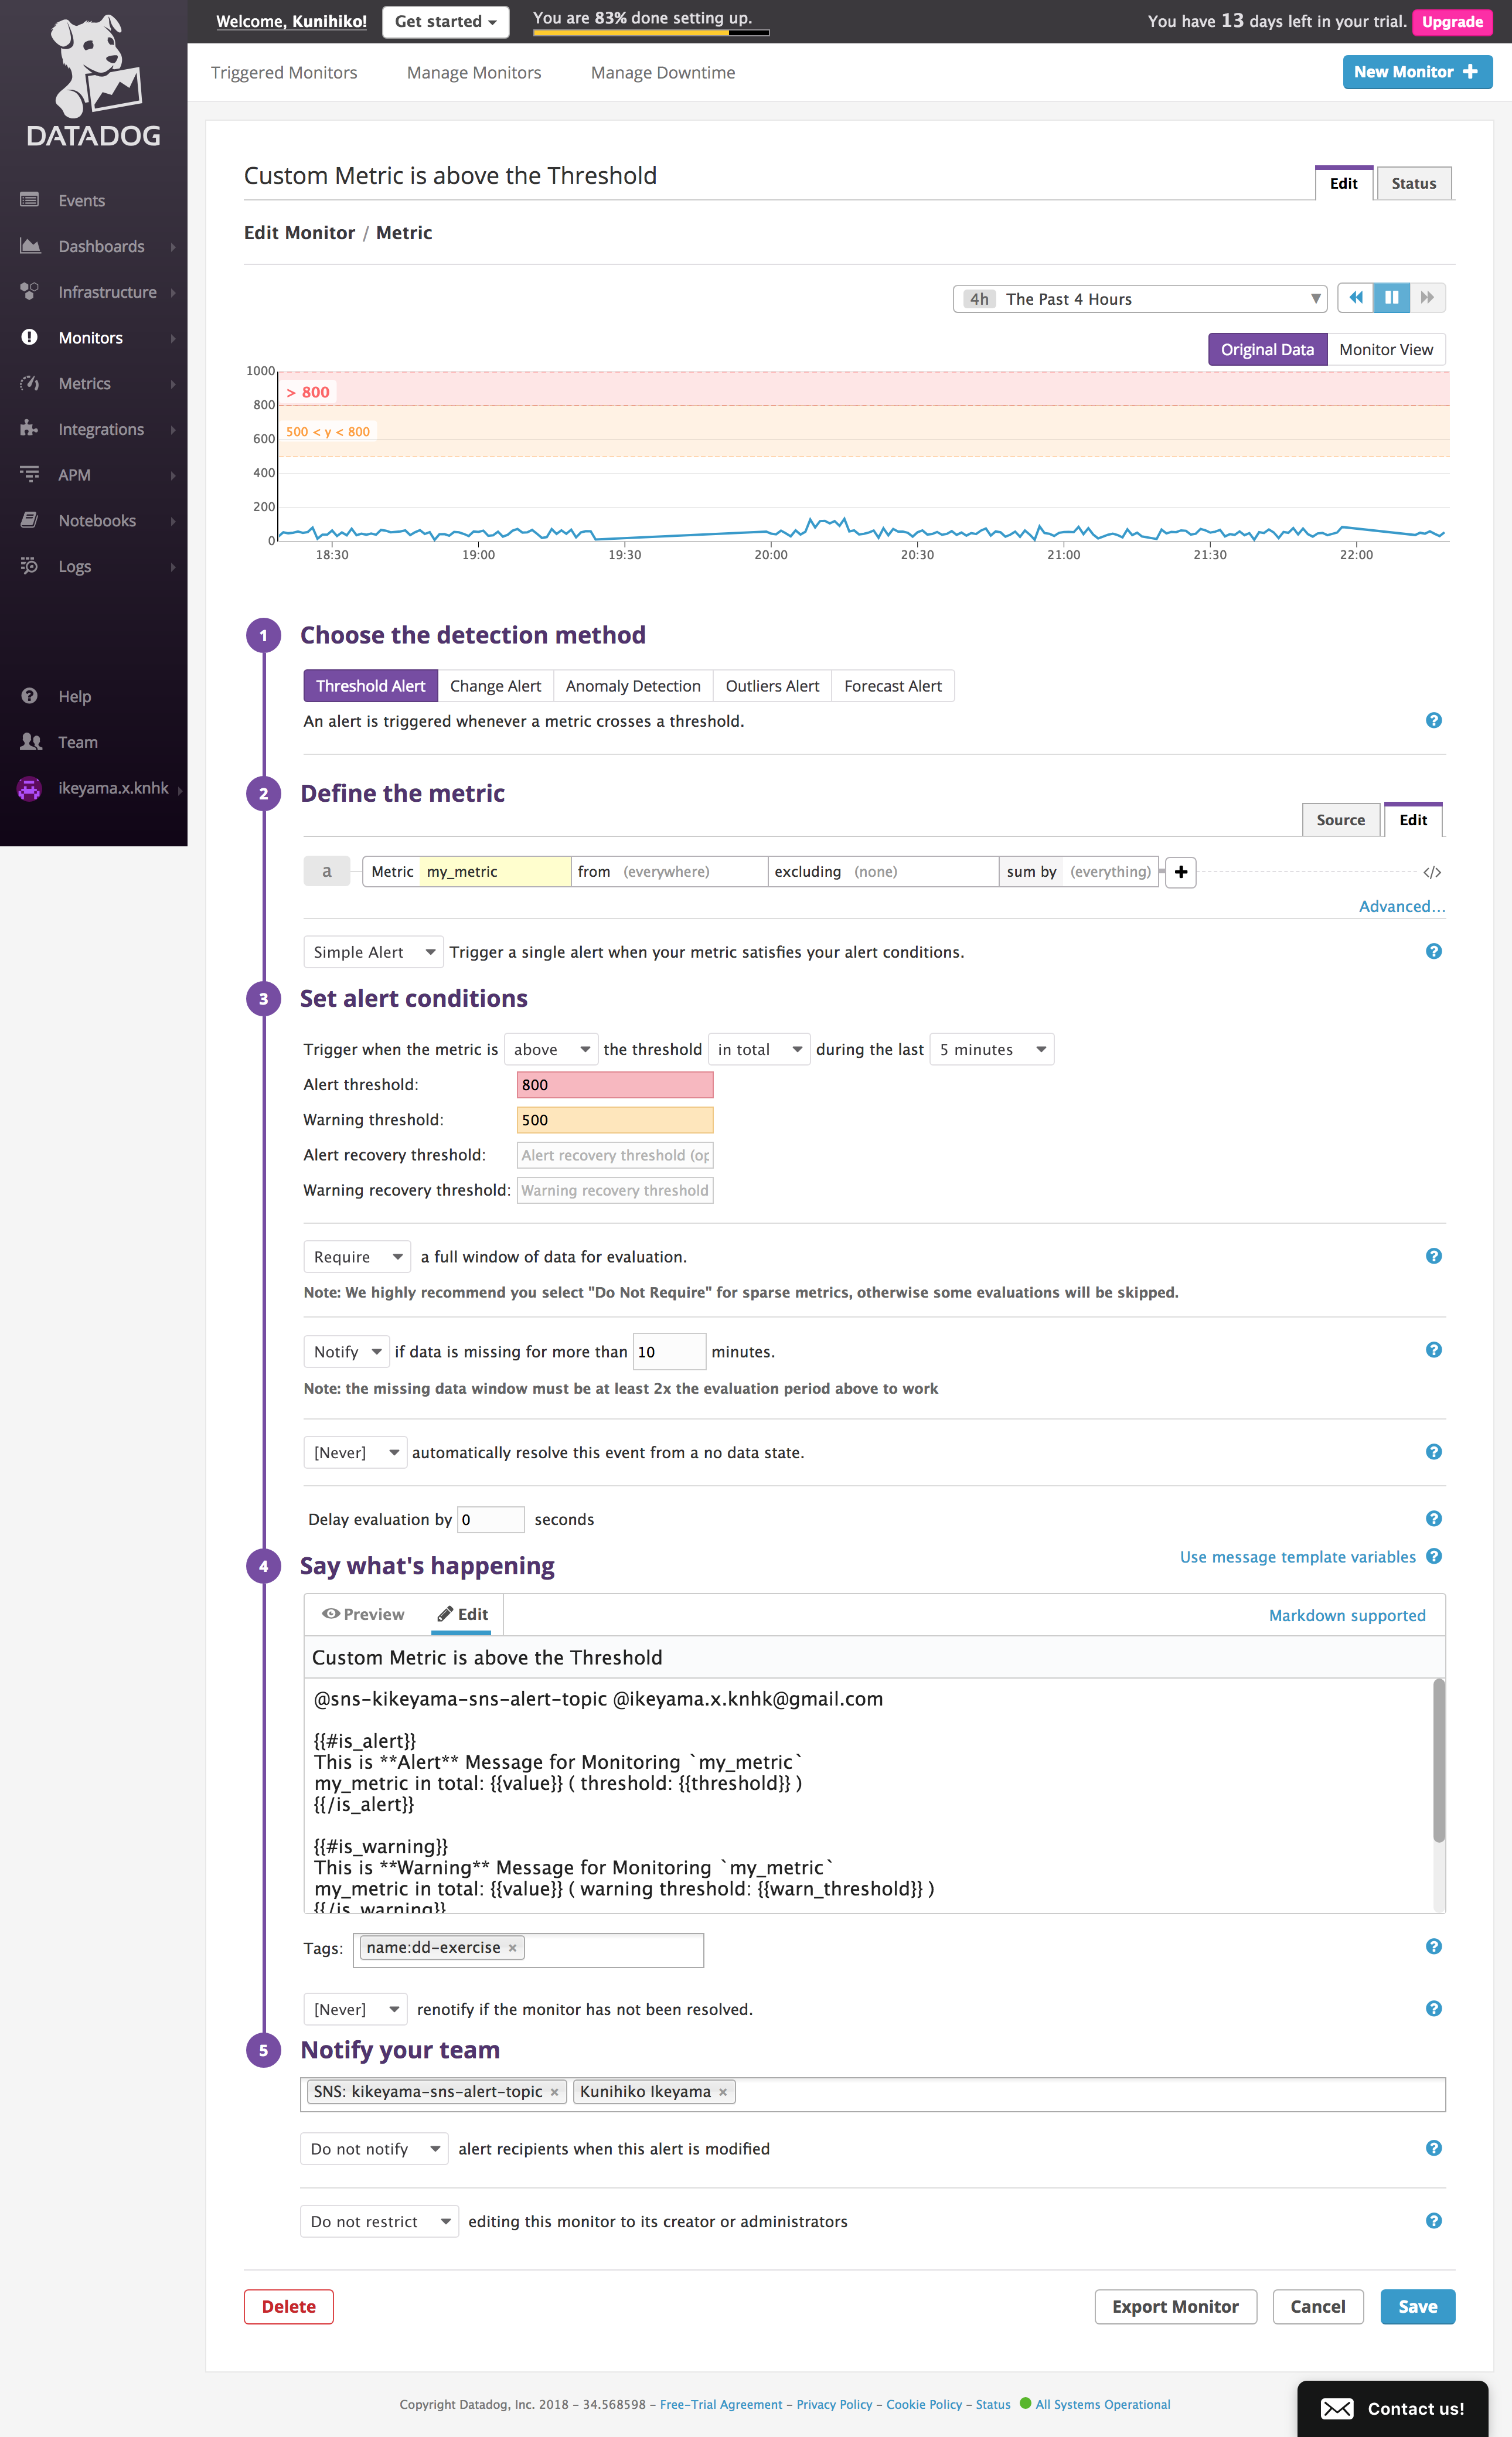 Welcome, Kunihiko!
Get started
You are 83% done setting up.
You have 13 days left in your trial.
Upgrade
DATADOG
Events
Dashboards
Infrastructure
Monitors
Metrics
Integrations
APM
Notebooks
Logs
Help
Team
ikeyama.x.knhk
Triggered Monitors
Manage Monitors
Manage Downtime
New Monitor +
Custom Metric is above the Threshold
Edit
Status
Edit Monitor / Metric
4h The Past 4 Hours
Original Data
Monitor View
1000
800
600
400
200
0
> 800
500 < y < 800
18:30
19:00
19:30
20:00
20:30
21:00
21:30
22:00
1 Choose the detection method
Threshold Alert
Change Alert
Anomaly Detection
Outliers Alert
Forecast Alert
An alert is triggered whenever a metric crosses a threshold.
?
2 Define the metric
Source
Edit
a Metric my_metric from (everywhere) excluding (none) sum by (everything) + </>
Advanced...
Simple Alert Trigger a single alert when your metric satisfies your alert conditions. ?
3 Set alert conditions
Trigger when the metric is above the threshold in total during the last 5 minutes
Alert threshold: 800
Warning threshold: 500
Alert recovery threshold: Alert recovery threshold (op
Warning recovery threshold: Warning recovery threshold
Require a full window of data for evaluation. ?
Note: We highly recommend you select "Do Not Require" for sparse metrics, otherwise some evaluations will be skipped.
Notify if data is missing for more than 10 minutes. ?
Note: the missing data window must be at least 2x the evaluation period above to work
[Never] automatically resolve this event from a no data state. ?
Delay evaluation by 0 seconds ?
4 Say what's happening
Use message template variables ?
Preview
Edit
Markdown supported
Custom Metric is above the Threshold
@sns-kikeyama-sns-alert-topic @ikeyama.x.knhk@gmail.com
{{#is_alert}}
This is **Alert** Message for Monitoring `my_metric`
my_metric in total: {{value}} ( threshold: {{threshold}} )
{{/is_alert}}
{{#is_warning}}
This is **Warning** Message for Monitoring `my_metric`
my_metric in total: {{value}} ( warning threshold: {{warn_threshold}} )
{{/is_warning}}
Tags: name:dd-exercise × ?
[Never] renotify if the monitor has not been resolved. ?
5 Notify your team
SNS: kikeyama-sns-alert-topic × Kunihiko Ikeyama ×
Do not notify alert recipients when this alert is modified ?
Do not restrict editing this monitor to its creator or administrators ?
Delete
Export Monitor
Cancel
Save
Copyright Datadog, Inc. 2018 - 34.568598 - Free-Trial Agreement - Privacy Policy - Cookie Policy - Status All Systems Operational
Contact us!